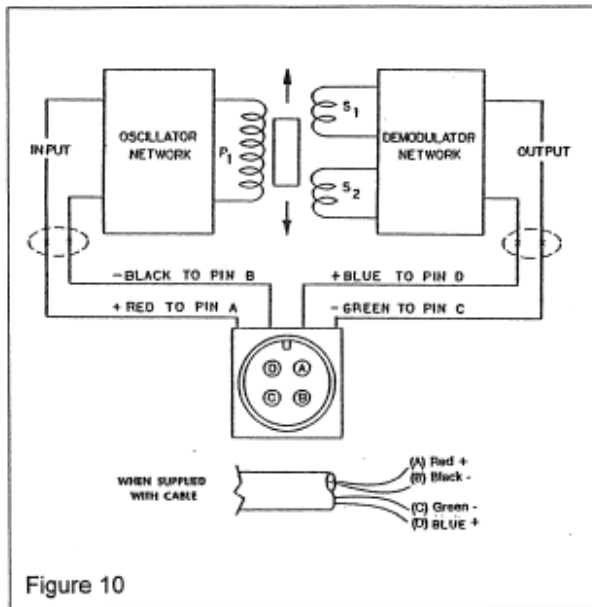 INPUT
OSCILLATOR
NETWORK
P1
S1
S2
DEMODULATOR
NETWORK
OUTPUT
-BLACK TO PIN B
+BLUE TO PIN D
+ RED TO PIN A
-GREEN TO PIN C
D A
C B
WHEN SUPPLIED
WITH CABLE
(A) Red +
(B) Black -
(C) Green -
(D) BLUE +
Figure 10